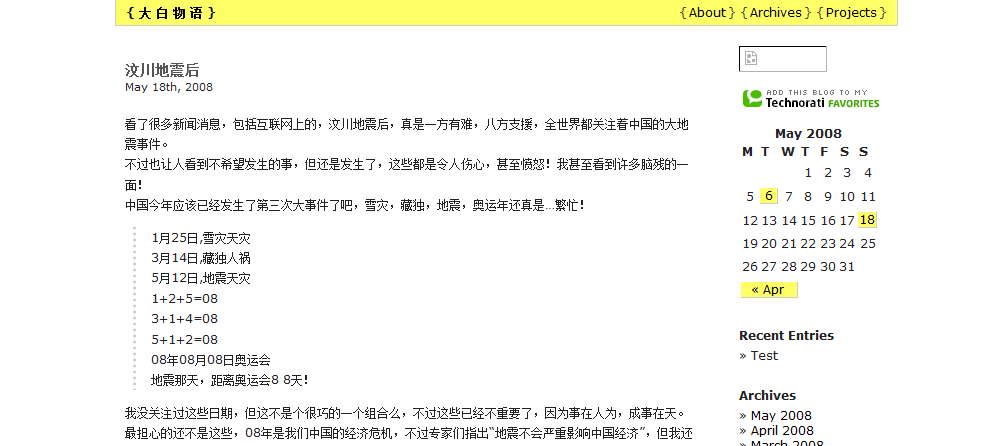 {大白物语}
{About} {Archives} {Projects}
汶川地震后
May 18th, 2008
看了很多新闻消息，包括互联网上的，汶川地震后，真是一方有难，八方支援，全世界都关注着中国的大地
震事件。
不过也让人看到不希望发生的事，但还是发生了，这些都是令人伤心，甚至愤怒！我甚至看到许多脑残的一
面！
中国今年应该已经发生了第三次大事件了吧，雪灾，藏独，地震，奥运年还真是...繁忙！
1月25日,雪灾天灾
3月14日,藏独人祸
5月12日,地震天灾
1+2+5=08
3+1+4=08
5+1+2=08
08年08月08日奥运会
地震那天，距离奥运会8 8天！
我没关注过这些日期，但这不是个很巧的一个组合么，不过这些已经不重要了，因为事在人为，成事在天。
最担心的还不是这些，08年是我们中国的经济危机，不过专家们指出“地震不会严重影响中国经济”，但我还
ADD THIS BLOG TO MY
Technorati FAVORITES
May 2008
M T W T F S S
1 2 3 4
5 6 7 8 9 10 11
12 13 14 15 16 17 18
19 20 21 22 23 24 25
26 27 28 29 30 31
« Apr
Recent Entries
» Test
Archives
» May 2008
» April 2008
» March 2008